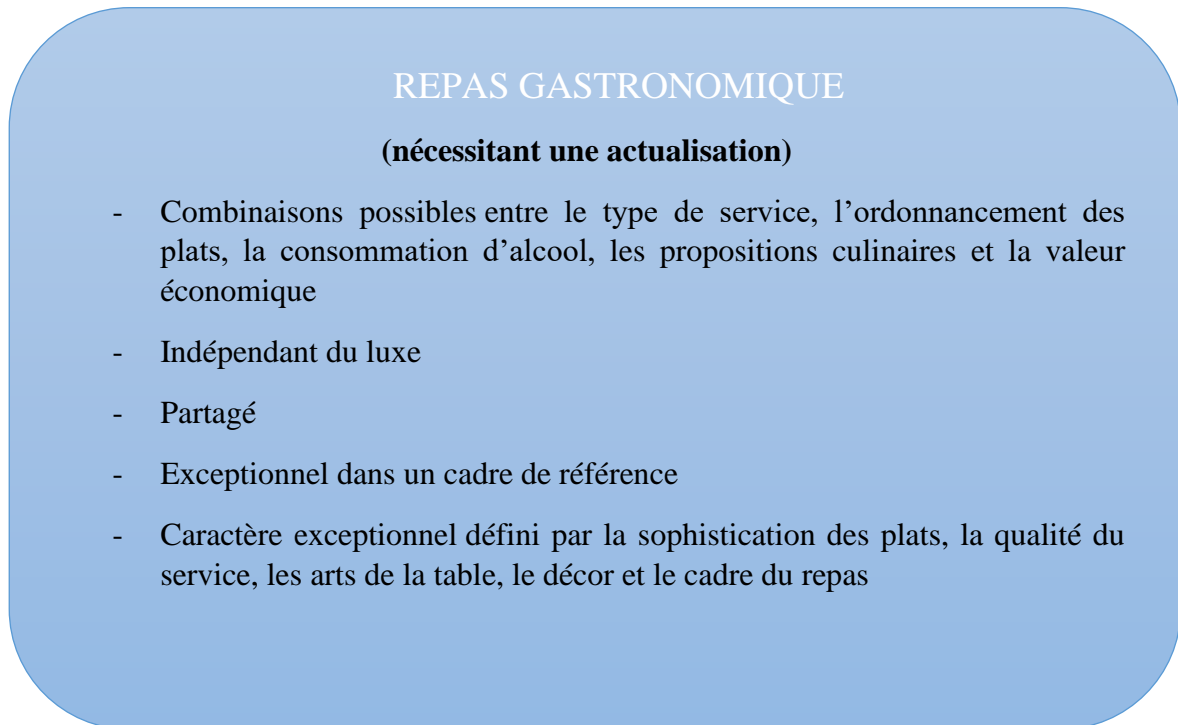 REPAS GASTRONOMIQUE
(nécessitant une actualisation)
- Combinaisons possibles entre le type de service, l’ordonnancement des
plats, la consommation d’alcool, les propositions culinaires et la valeur
économique
- Indépendant du luxe
- Partagé
- Exceptionnel dans un cadre de référence
- Caractère exceptionnel défini par la sophistication des plats, la qualité du
service, les arts de la table, le décor et le cadre du repas